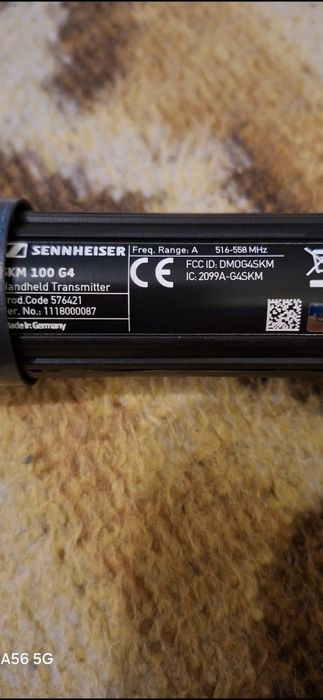 SENNHEISER
SKM 100 G4
Handheld Transmitter
Prod.Code 576421
Ser. No.: 1118000087
Made in Germany
Freq. Range: A 516-558 MHz
CE
FCC ID: DMOG4SKM
IC: 2099A-G4SKM
A56 5G